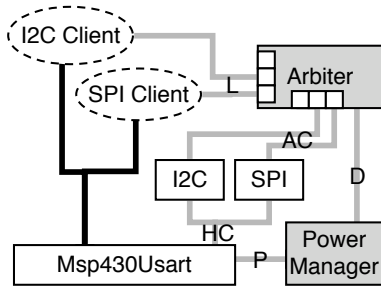 I2C Client
SPI Client
L
Arbiter
AC
I2C
SPI
D
HC
Msp430Usart
P
Power
Manager